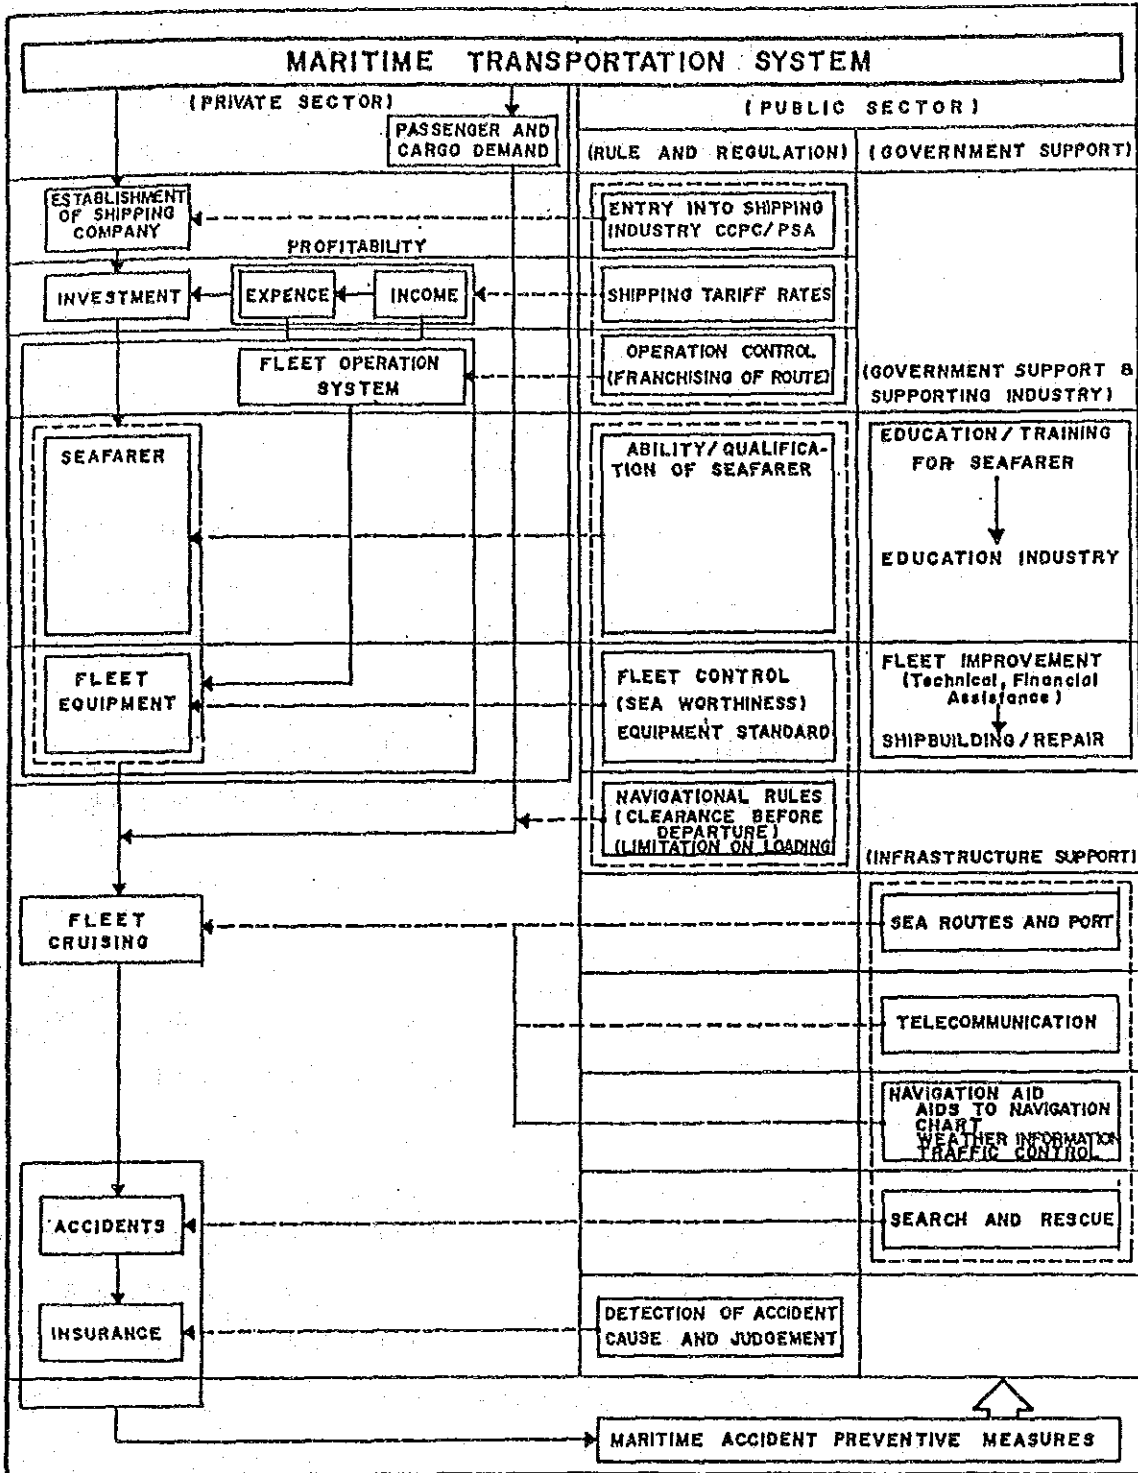 MARITIME TRANSPORTATION SYSTEM
(PRIVATE SECTOR)
(PUBLIC SECTOR)
PASSENGER AND
CARGO DEMAND
(RULE AND REGULATION)
(GOVERNMENT SUPPORT)
ESTABLISHMENT
OF SHIPPING
COMPANY
ENTRY INTO SHIPPING
INDUSTRY CCPC/PSA
PROFITABILITY
INVESTMENT
EXPENCE
INCOME
SHIPPING TARIFF RATES
FLEET OPERATION
SYSTEM
OPERATION CONTROL
(FRANCHISING OF ROUTE)
(GOVERNMENT SUPPORT &
SUPPORTING INDUSTRY)
SEAFARER
ABILITY/QUALIFICA-
TION OF SEAFARER
EDUCATION/TRAINING
FOR SEAFARER
EDUCATION INDUSTRY
FLEET
EQUIPMENT
FLEET CONTROL
(SEA WORTHINESS)
EQUIPMENT STANDARD
FLEET IMPROVEMENT
(Technical, Financial
Assistance)
SHIPBUILDING/REPAIR
NAVIGATIONAL RULES
(CLEARANCE BEFORE
DEPARTURE)
(LIMITATION ON LOADING)
(INFRASTRUCTURE SUPPORT)
FLEET
CRUISING
SEA ROUTES AND PORT
TELECOMMUNICATION
NAVIGATION AID
AIDS TO NAVIGATION
CHART
WEATHER INFORMATION
TRAFFIC CONTROL
ACCIDENTS
SEARCH AND RESCUE
INSURANCE
DETECTION OF ACCIDENT
CAUSE AND JUDGEMENT
MARITIME ACCIDENT PREVENTIVE MEASURES